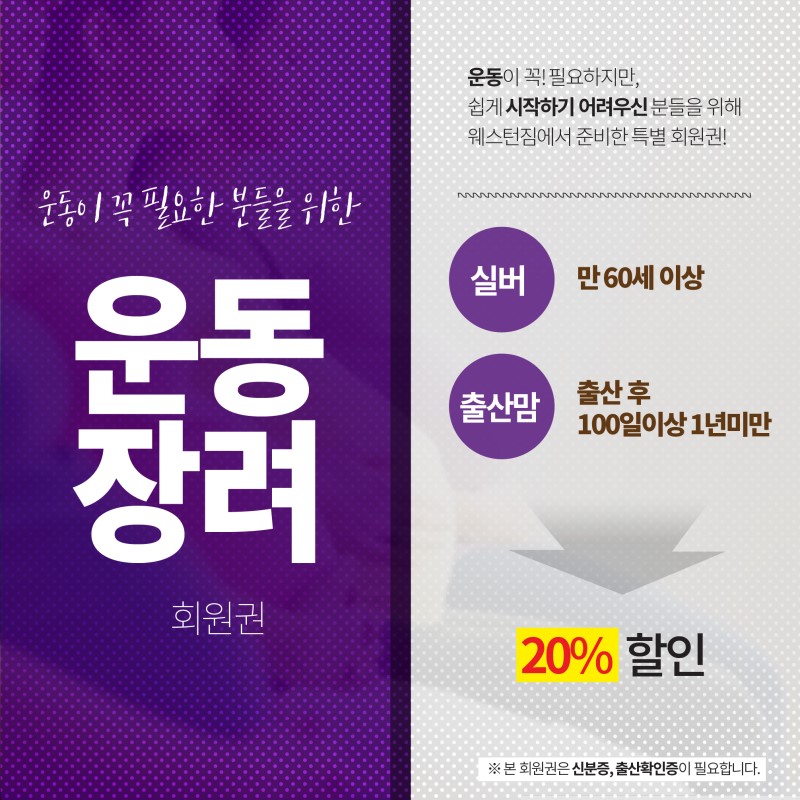 운동이 꼭 필요한 분들을 위한
운동
장려
회원권
운동이 꼭! 필요하지만,
쉽게 시작하기 어려우신 분들을 위해
웨스턴짐에서 준비한 특별 회원권!
실버
만 60세 이상
출산맘
출산 후
100일이상 1년미만
20% 할인
※ 본 회원권은 신분증, 출산확인증이 필요합니다.